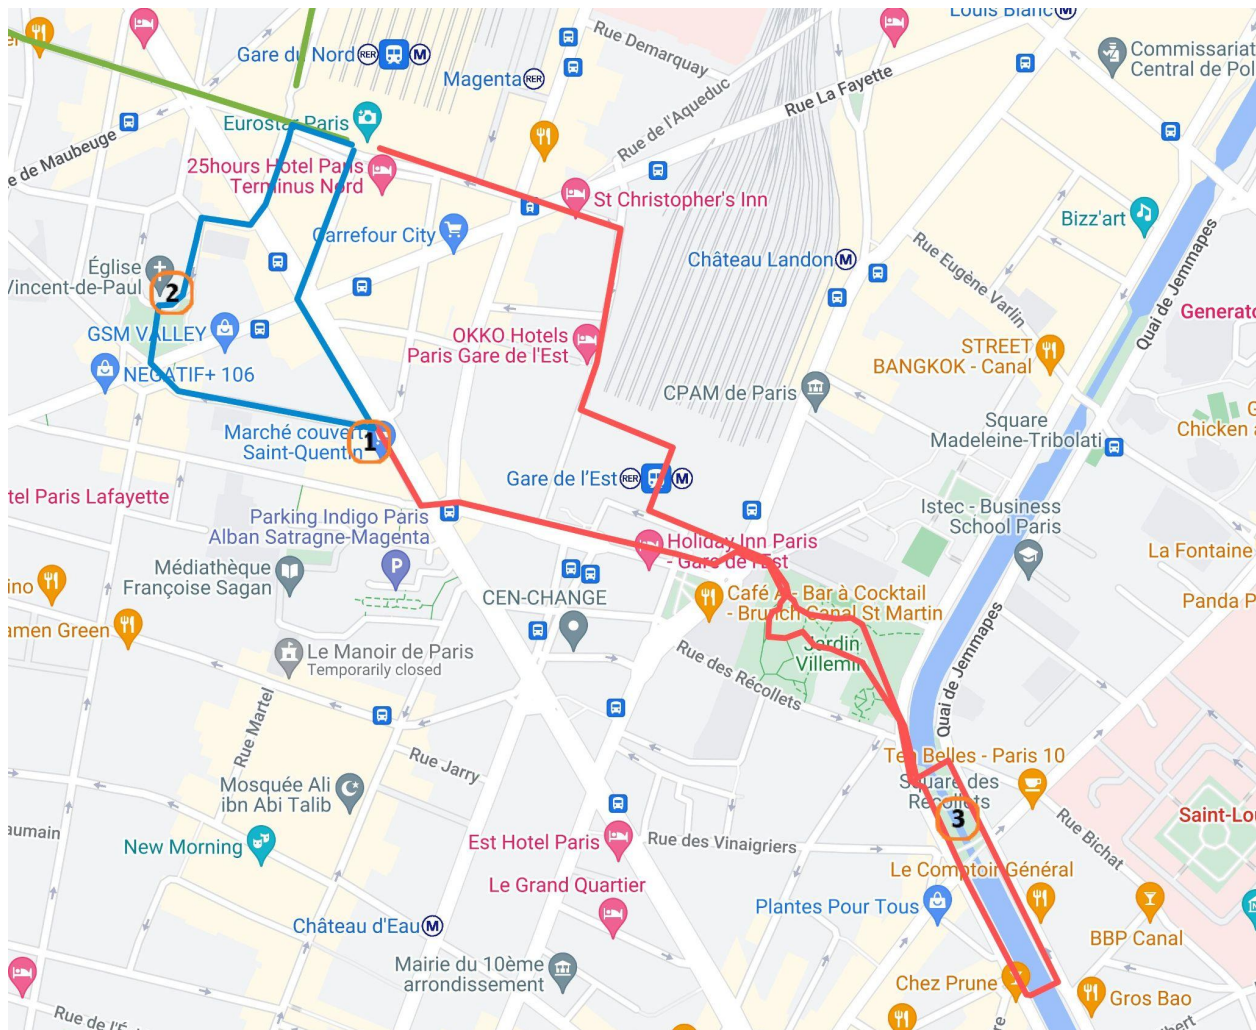 Louis Blanc
Rue Demarquay
Commissariat
Central de Pol
Gare du Nord RER M
Magenta RER
Rue La Fayette
Rue de l'Aqueduc
Eurostar Paris
e de Maubeuge
25hours Hotel Paris
Terminus Nord
St Christopher's Inn
Bizz'art
Carrefour City
Château Landon M
Rue Eugène Varlin
Quai de Jemmapes
Église
Vincent-de-Paul
2
Generato
GSM VALLEY
OKKO Hotels
Paris Gare de l'Est
STREET
BANGKOK - Canal
NEGATIF+ 106
CPAM de Paris
Square
Madeleine-Tribolati
Chicken
Marché couvert
Saint-Quentin
1
Gare de l'Est RER M
tel Paris Lafayette
Istec - Business
School Paris
Parking Indigo Paris
Alban Satragne-Magenta
P
Holiday Inn Paris
- Gare de l'Est
La Fontaine
Médiathèque
Françoise Sagan
ino
CEN-CHANGE
Café A - Bar à Cocktail
- Brunch Canal St Martin
Panda P
amen Green
Le Manoir de Paris
Temporarily closed
Jardin
Villemin
Rue des Récollets
Quai de Jemmapes
Rue Martel
Rue Jarry
Ten Belles - Paris 10
Mosquée Ali
ibn Abi Talib
Square des
Récollets
3
Saint-Lou
aumain
New Morning
Est Hotel Paris
Rue des Vinaigriers
Rue Bichat
Le Grand Quartier
Le Comptoir Général
Plantes Pour Tous
Château d'Eau M
BBP Canal
Mairie du 10ème
arrondissement
Chez Prune
Gros Bao
Rue de l'É